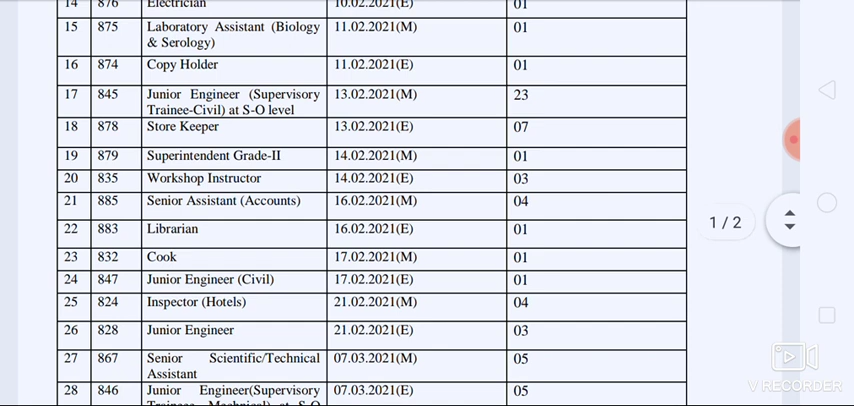 14 876 Electrician 10.02.2021(E) 01
15 875 Laboratory Assistant (Biology 11.02.2021(M) 01
& Serology)
16 874 Copy Holder 11.02.2021(E) 01
17 845 Junior Engineer (Supervisory 13.02.2021(M) 23
Trainee-Civil) at S-O level
18 878 Store Keeper 13.02.2021(E) 07
19 879 Superintendent Grade-II 14.02.2021(M) 01
20 835 Workshop Instructor 14.02.2021(E) 03
21 885 Senior Assistant (Accounts) 16.02.2021(M) 04
1 / 2
22 883 Librarian 16.02.2021(E) 01
23 832 Cook 17.02.2021(M) 01
24 847 Junior Engineer (Civil) 17.02.2021(E) 01
25 824 Inspector (Hotels) 21.02.2021(M) 04
26 828 Junior Engineer 21.02.2021(E) 03
27 867 Senior Scientific/Technical 07.03.2021(M) 05
Assistant
28 846 Junior Engineer(Supervisory 07.03.2021(E) 05
Trainee Mechnical) at S-O
V RECORDER